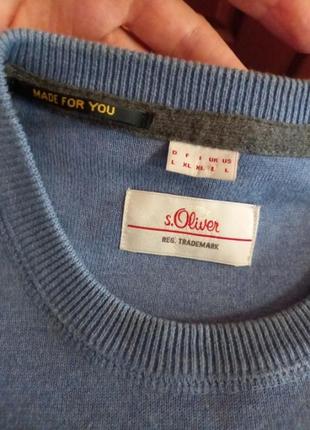 MADE FOR YOU
D F I UK US
L XL XL L L
s.Oliver
REG. TRADEMARK